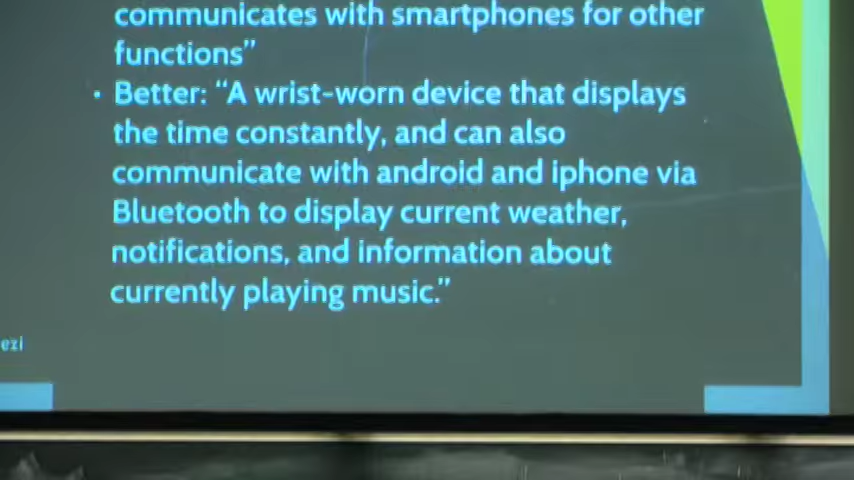 communicates with smartphones for other
functions”
• Better: “A wrist-worn device that displays
the time constantly, and can also
communicate with android and iphone via
Bluetooth to display current weather,
notifications, and information about
currently playing music.”
ezi